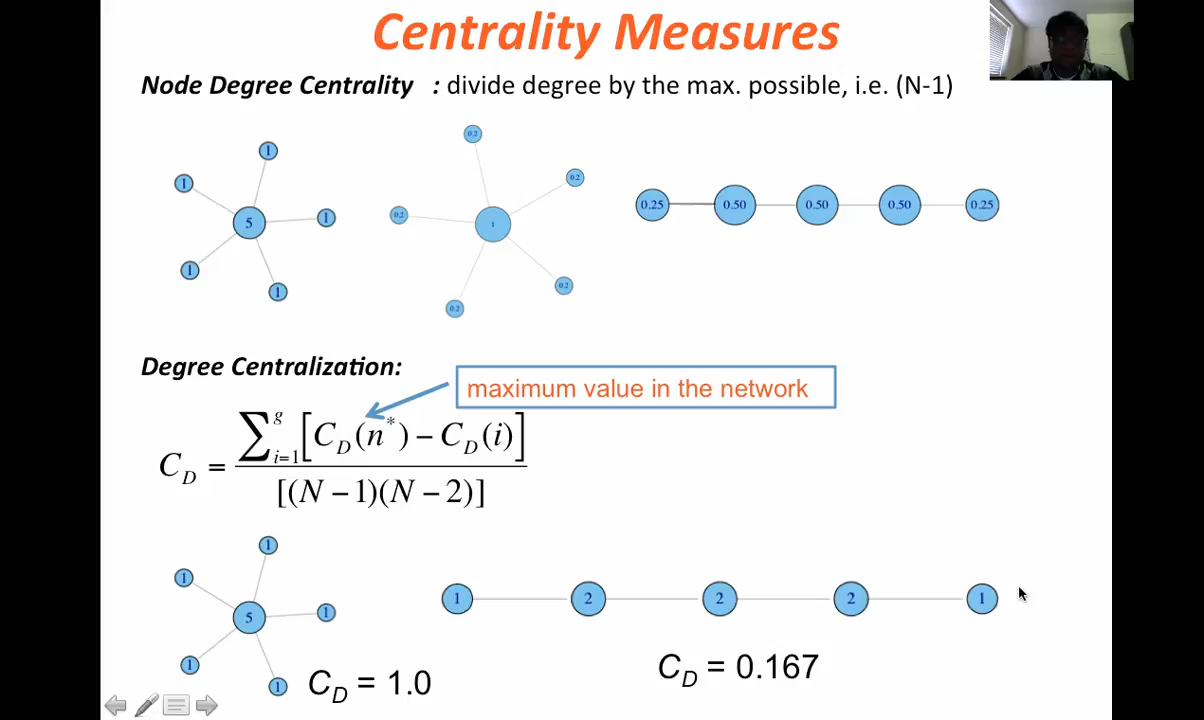 Centrality Measures
Node Degree Centrality : divide degree by the max. possible, i.e. (N-1)
1
1
5
1
1
1
0.2
0.2
0.2
1
0.2
0.2
0.25 0.50 0.50 0.50 0.25
Degree Centralization:
maximum value in the network
C_D = \frac{\sum_{i=1}^{g} [C_D(n^*) - C_D(i)]}{[(N-1)(N-2)]}
1
1
5
1
1
1
1 2 2 2 1
C_D = 1.0
C_D = 0.167